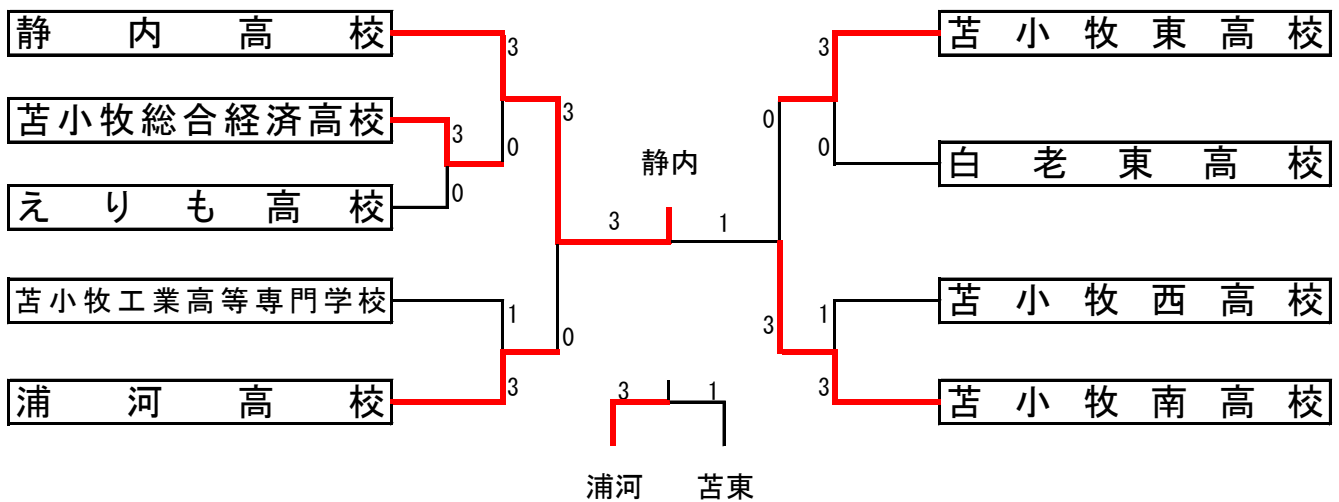 静内高校
3
苫小牧総合経済高校
3
0
えりも高校
0
3
苫小牧工業高等専門学校
1
浦河高校
3
0
静内
3
1
苫小牧東高校
3
0
白老東高校
0
苫小牧西高校
1
3
苫小牧南高校
3
3
1
浦河
苫東